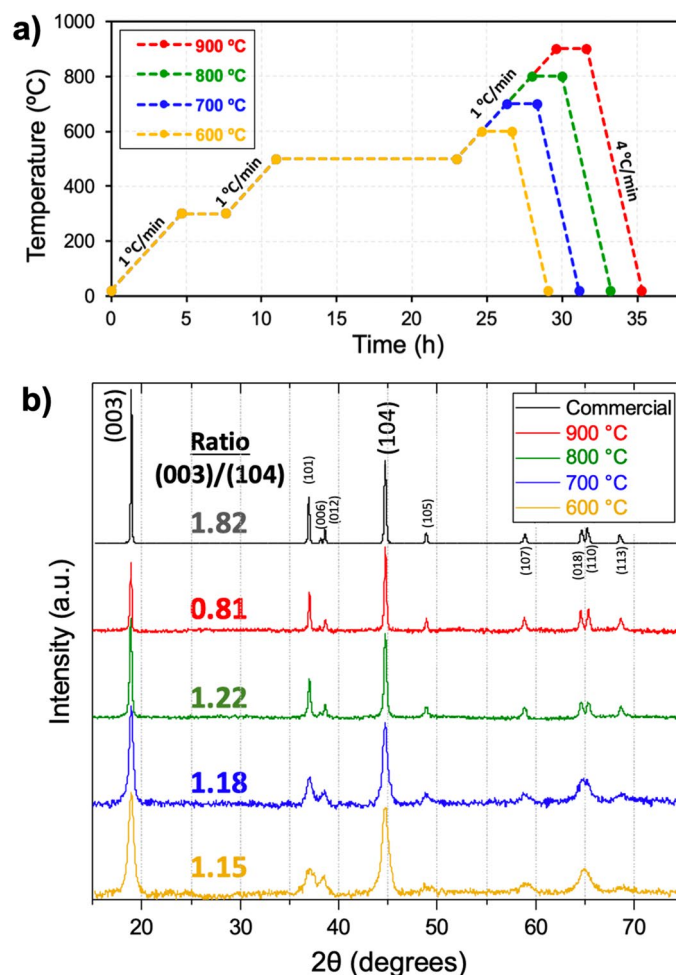 a)
1000
800
600
400
200
0
Temperature (ºC)
900 ºC
800 ºC
700 ºC
600 ºC
1 ºC/min
1 ºC/min
1 ºC/min
4 ºC/min
0 5 10 15 20 25 30 35
Time (h)
b)
Intensity (a.u.)
(003)
Ratio
(003)/(104)
1.82
(101)
(006)
(012)
(104)
(105)
(107)
(018)
(110)
(113)
Commercial
900 °C
800 °C
700 °C
600 °C
0.81
1.22
1.18
1.15
20 30 40 50 60 70
2θ (degrees)